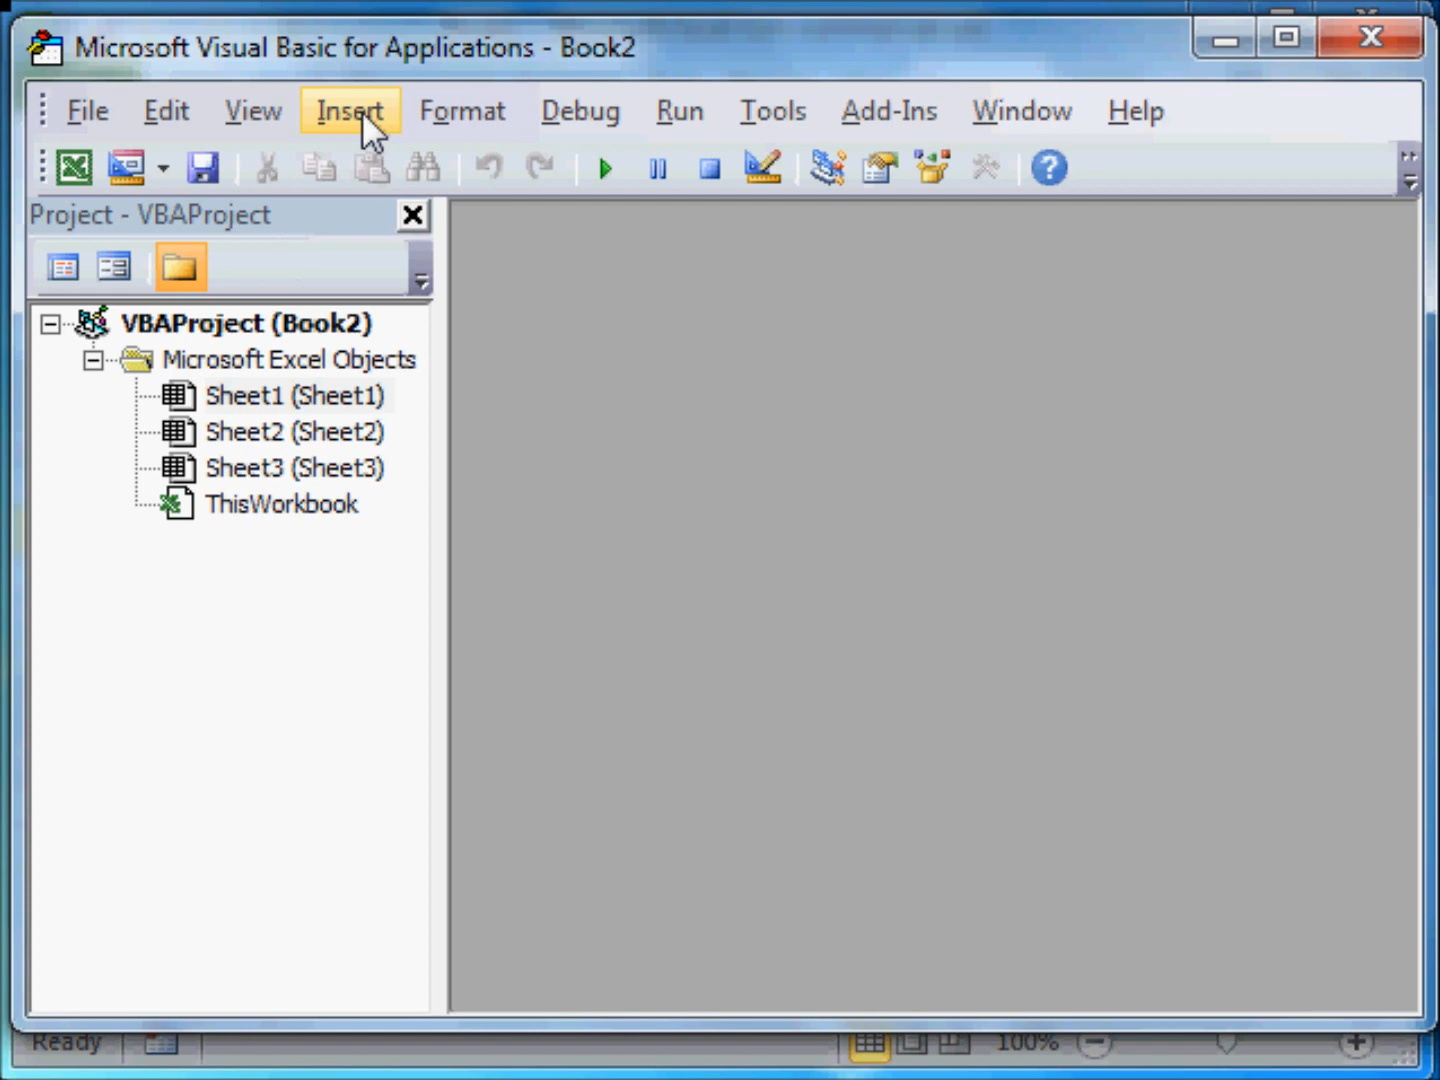 Microsoft Visual Basic for Applications - Book2
File Edit View Insert Format Debug Run Tools Add-Ins Window Help
Project - VBAProject
VBAProject (Book2)
Microsoft Excel Objects
Sheet1 (Sheet1)
Sheet2 (Sheet2)
Sheet3 (Sheet3)
ThisWorkbook
Ready 100%